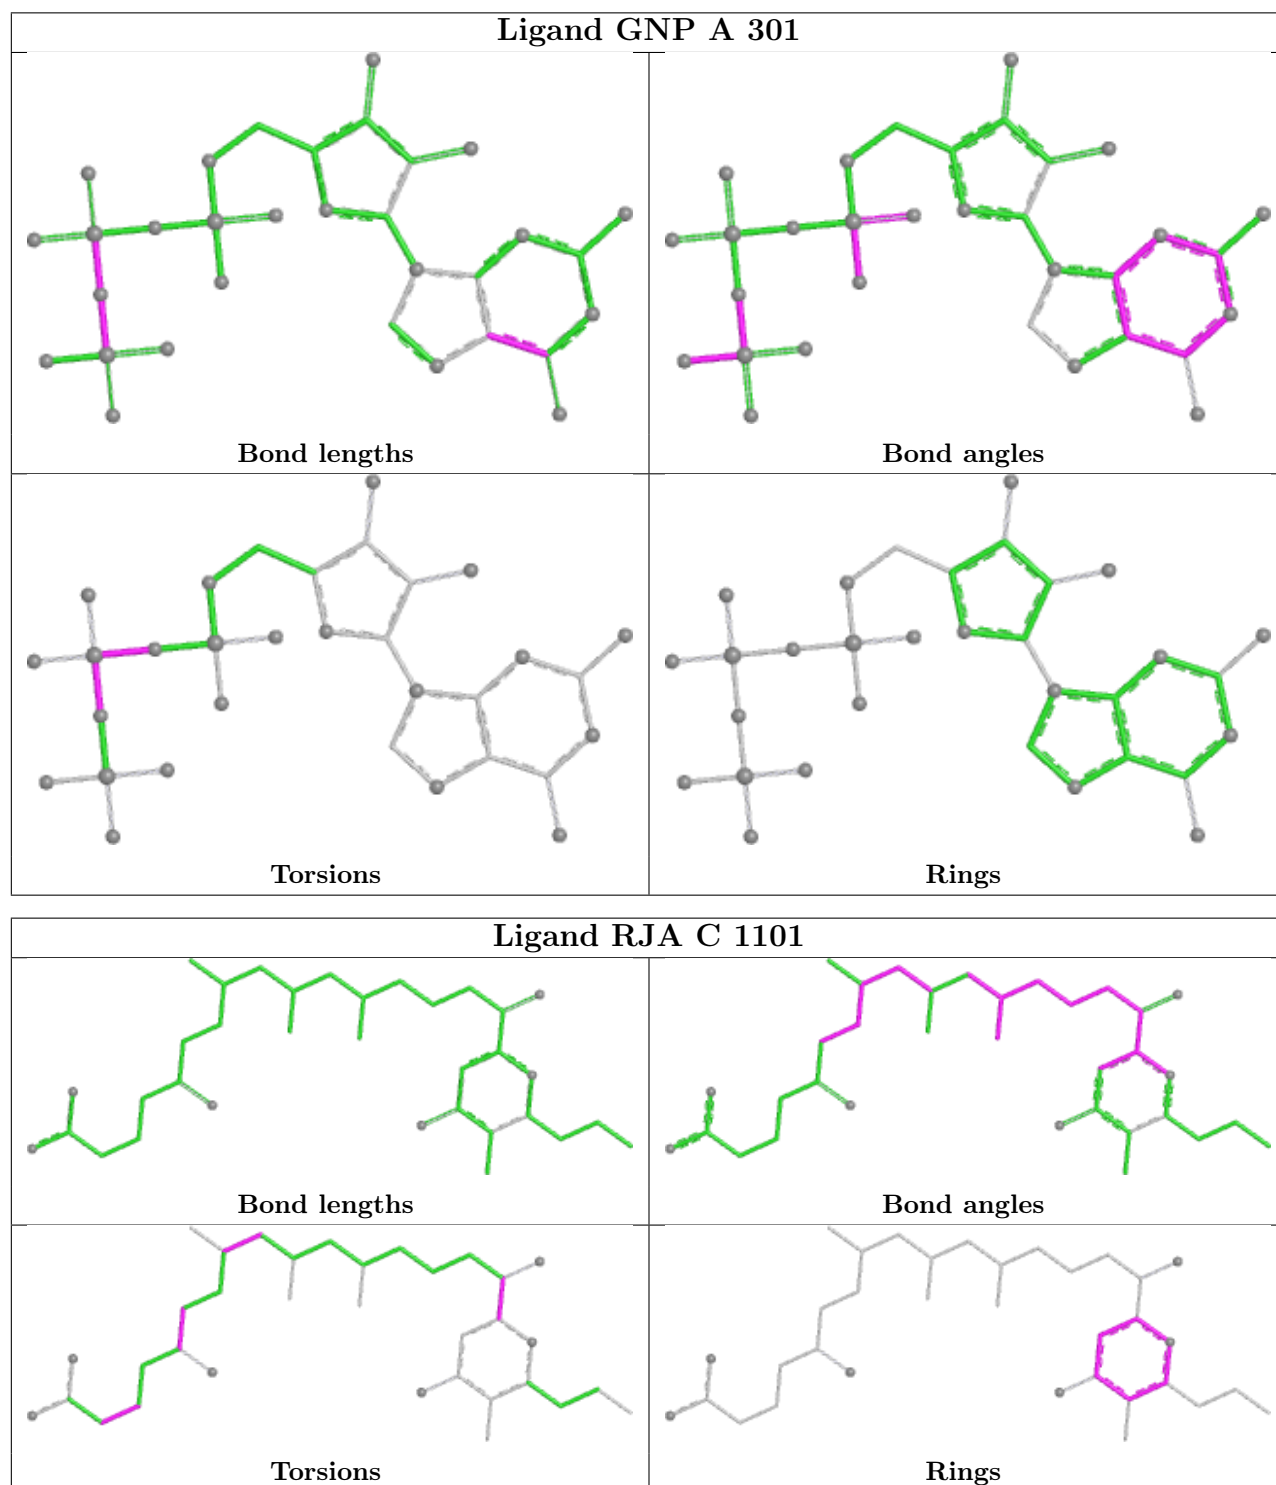 Ligand GNP A 301
Bond lengths
Bond angles
Torsions
Rings
Ligand RJA C 1101
Bond lengths
Bond angles
Torsions
Rings